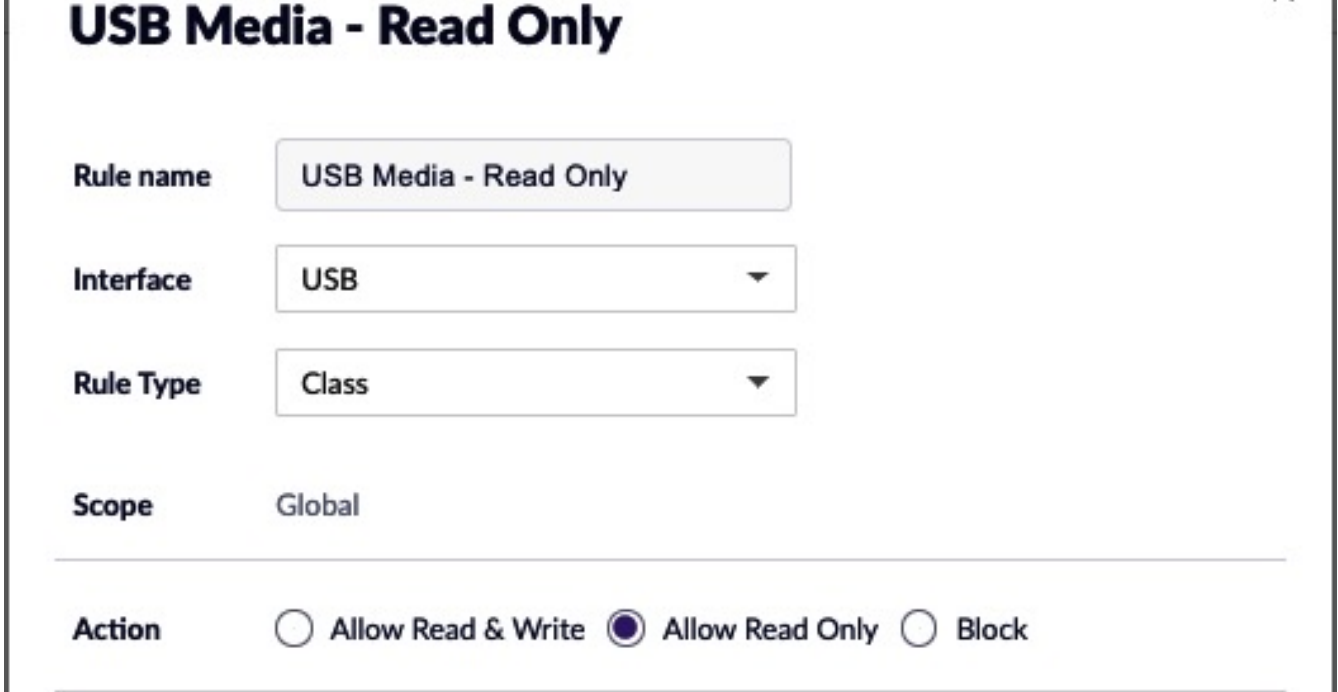 USB Media - Read Only
Rule name USB Media - Read Only
Interface USB
Rule Type Class
Scope Global
Action Allow Read & Write Allow Read Only Block